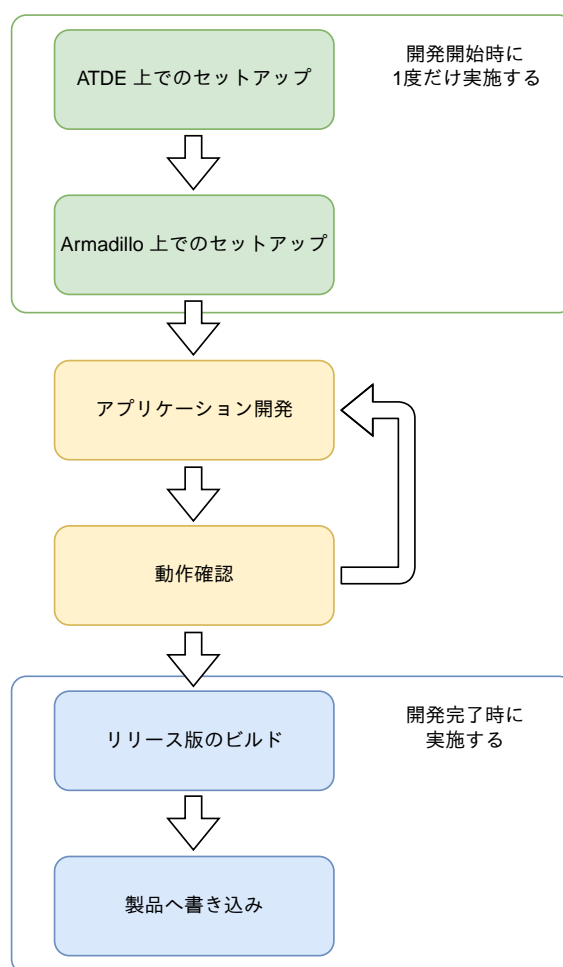 ATDE 上でのセットアップ
開発開始時に
1度だけ実施する
Armadillo 上でのセットアップ
アプリケーション開発
動作確認
リリース版のビルド
開発完了時に
実施する
製品へ書き込み